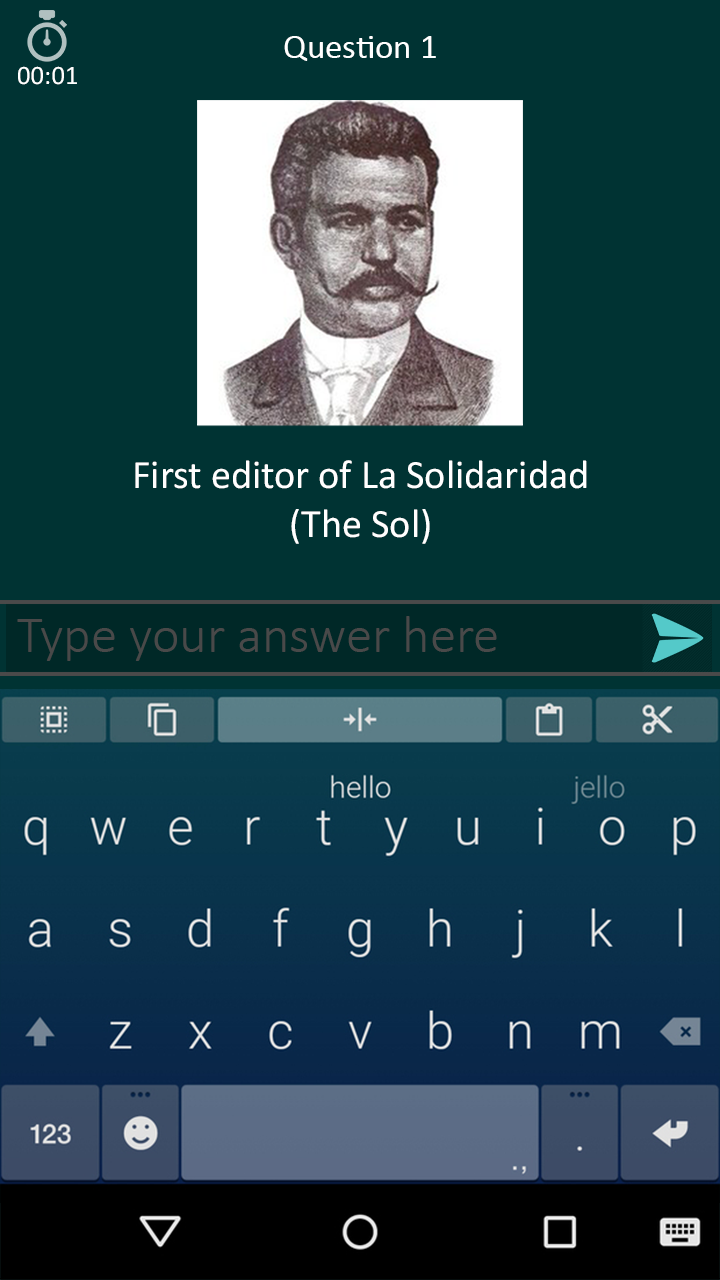 Question 1
00:01
First editor of La Solidaridad
(The Sol)
Type your answer here
hello jello
q w e r t y u i o p
a s d f g h j k l
z x c v b n m
123 ., .